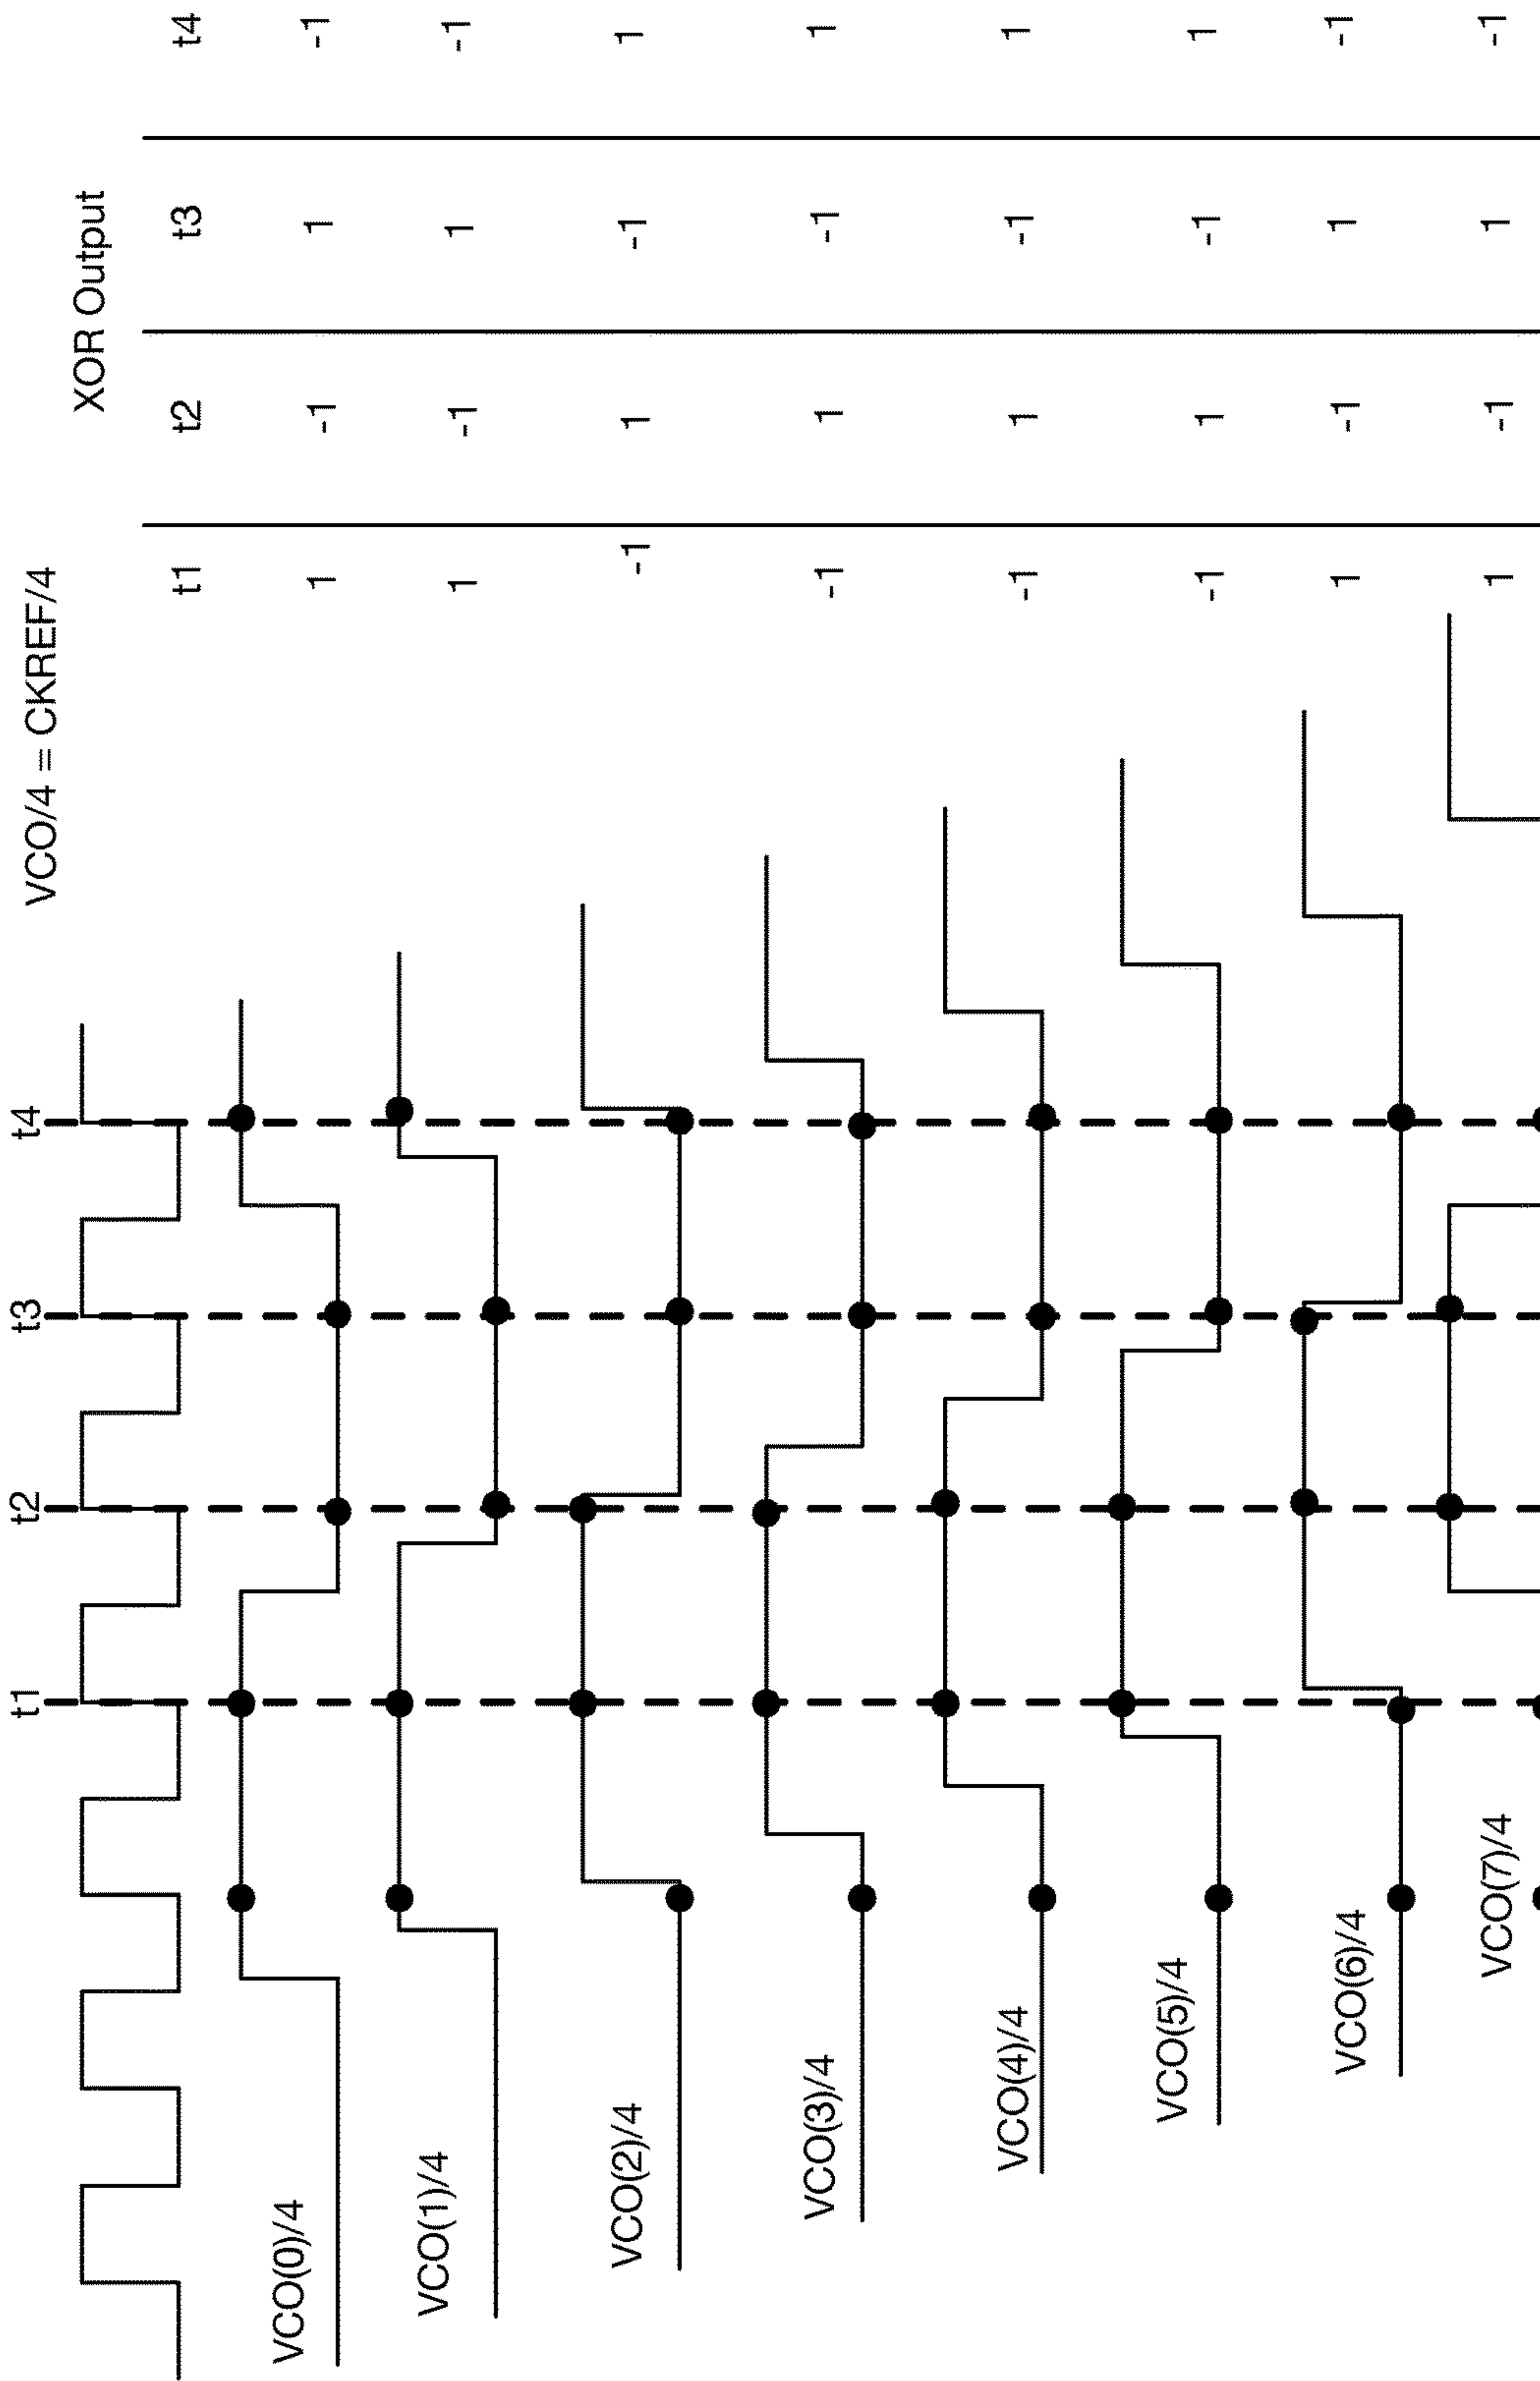 VCO/4 = CKREF/4
XOR Output
t1 t2 t3 t4 t1 t2 t3 t4
VCO(0)/4 1 -1 1 -1
VCO(1)/4 1 -1 1 -1
VCO(2)/4 -1 1 -1 1
VCO(3)/4 -1 1 -1 1
VCO(4)/4 -1 1 -1 1
VCO(5)/4 -1 1 -1 1
VCO(6)/4 1 -1 1 -1
VCO(7)/4 1 -1 1 -1